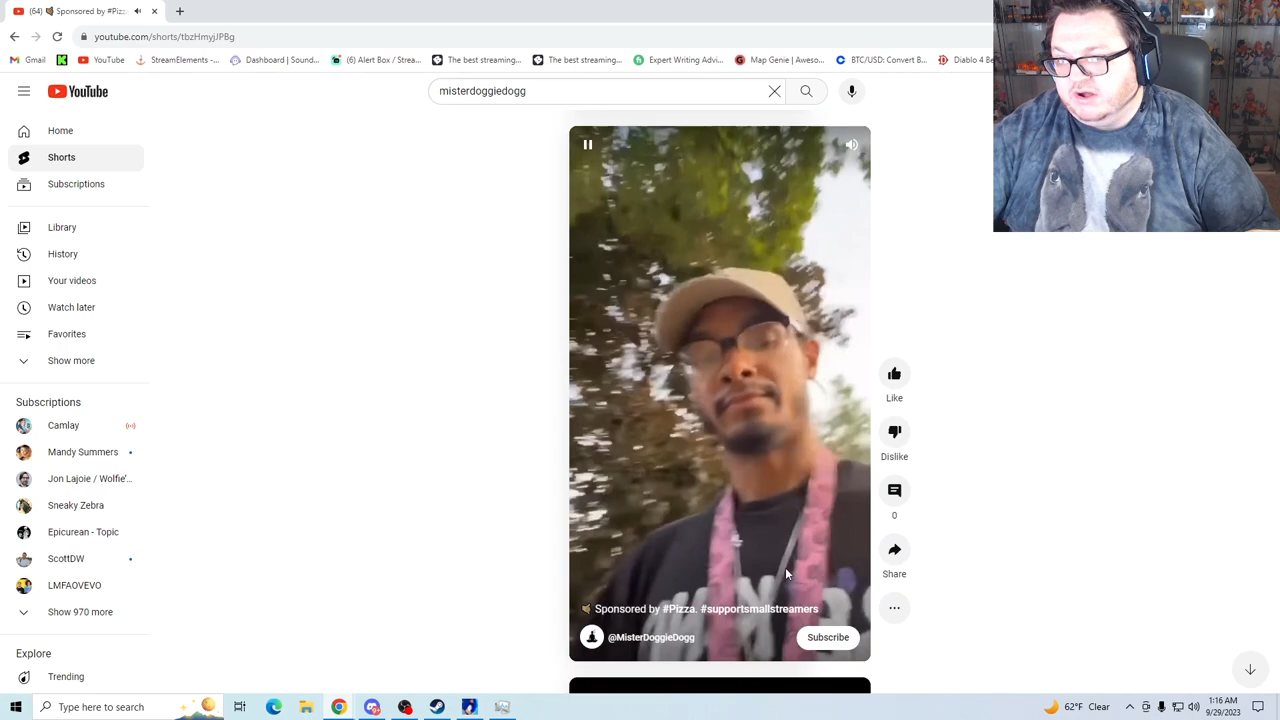 (64) 🤏🏾 Sponsored by #Pizz
youtube.com/shorts/tbzHmyjJPBg
Gmail
YouTube
StreamElements -...
Dashboard | Sound...
(6) Alert Box / Strea...
The best streaming...
The best streaming...
Expert Writing Advi...
Map Genie | Aweso...
BTC/USD: Convert B...
Diablo 4 Be
YouTube
misterdoggiedogg
Home
Shorts
Subscriptions
Library
History
Your videos
Watch later
Favorites
Show more
Subscriptions
Camlay
Mandy Summers
Jon Lajoie / Wolfie'...
Sneaky Zebra
Epicurean - Topic
ScottDW
LMFAOVEVO
Show 970 more
Explore
Trending
Like
Dislike
0
Share
Sponsored by #Pizza. #supportsmallstreamers
@MisterDoggieDogg
Subscribe
Type here to search
62°F Clear
1:16 AM
9/29/2023